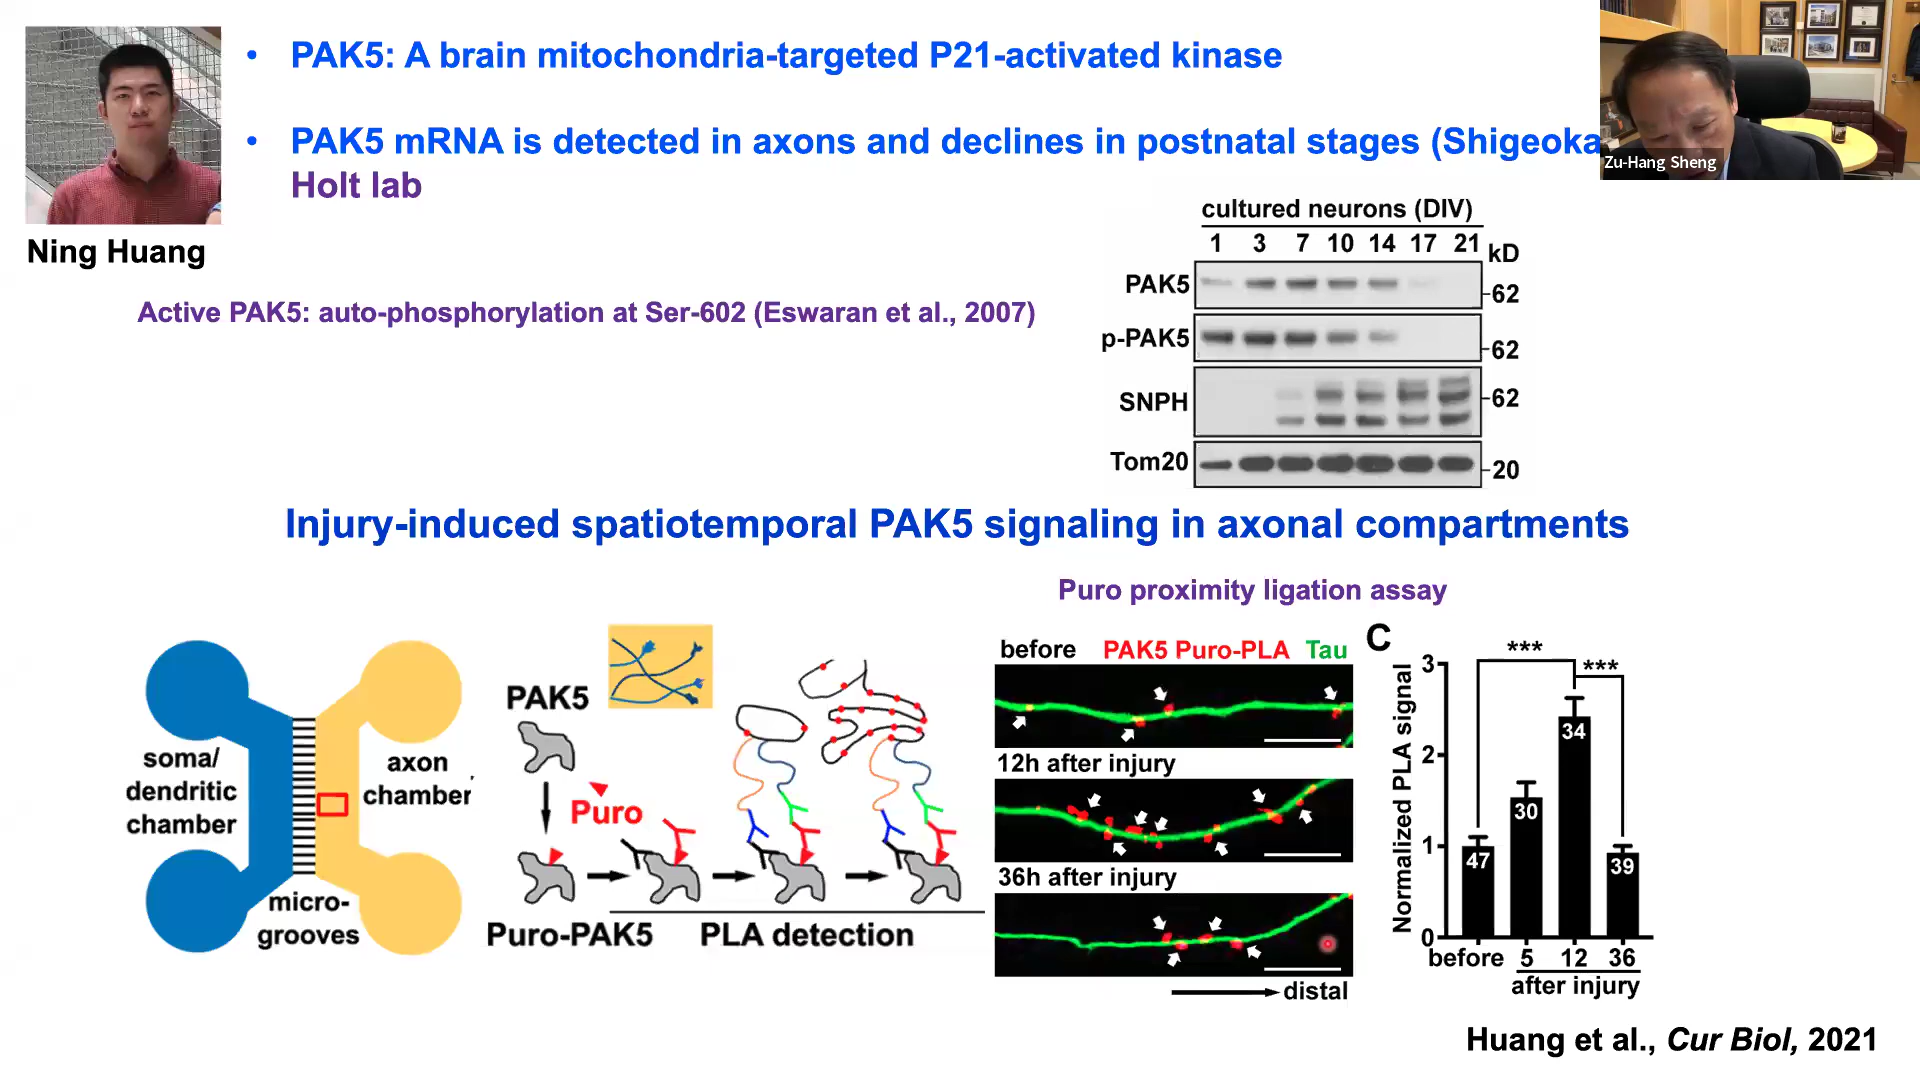 • PAK5: A brain mitochondria-targeted P21-activated kinase
• PAK5 mRNA is detected in axons and declines in postnatal stages (Shigeoka
Holt lab
Zu-Hang Sheng
Ning Huang
Active PAK5: auto-phosphorylation at Ser-602 (Eswaran et al., 2007)
cultured neurons (DIV)
1 3 7 10 14 17 21 kD
PAK5 62
p-PAK5 62
SNPH 62
Tom20 20
Injury-induced spatiotemporal PAK5 signaling in axonal compartments
soma/
dendritic
chamber
axon
chamber
micro-
grooves
PAK5
Puro
Puro-PAK5
PLA detection
Puro proximity ligation assay
before PAK5 Puro-PLA Tau
12h after injury
36h after injury
distal
C
Normalized PLA signal
3
2
1
0
*** ***
47 30 34 39
before 5 12 36
after injury
Huang et al., Cur Biol, 2021